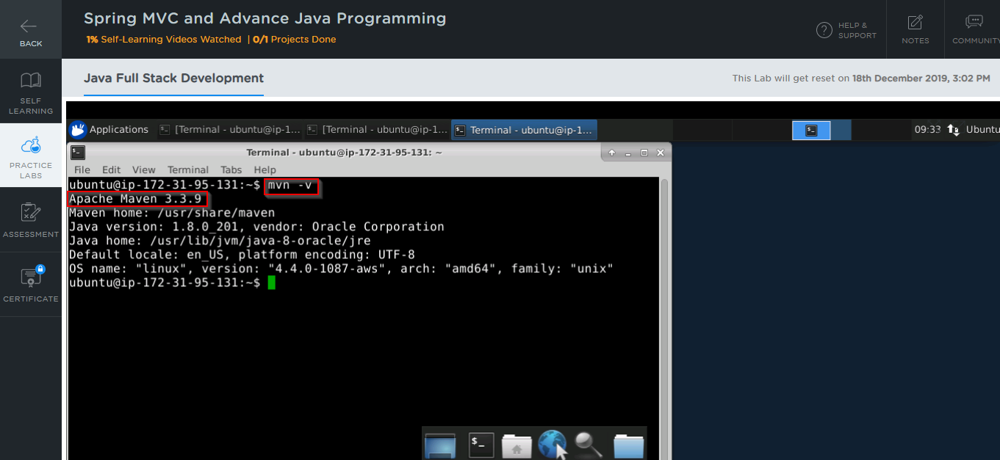 Spring MVC and Advance Java Programming
1% Self-Learning Videos Watched | 0/1 Projects Done
BACK
HELP &
SUPPORT
NOTES
COMMUNITY
SELF
LEARNING
PRACTICE
LABS
ASSESSMENT
CERTIFICATE
Java Full Stack Development
This Lab will get reset on 18th December 2019, 3:02 PM
Applications
[Terminal - ubuntu@ip-1...
[Terminal - ubuntu@ip-1...
Terminal - ubuntu@ip-1...
09:33
Ubuntu
Terminal - ubuntu@ip-172-31-95-131: ~
File Edit View Terminal Tabs Help
ubuntu@ip-172-31-95-131:~$ mvn -v
Apache Maven 3.3.9
Maven home: /usr/share/maven
Java version: 1.8.0_201, vendor: Oracle Corporation
Java home: /usr/lib/jvm/java-8-oracle/jre
Default locale: en_US, platform encoding: UTF-8
OS name: "linux", version: "4.4.0-1087-aws", arch: "amd64", family: "unix"
ubuntu@ip-172-31-95-131:~$